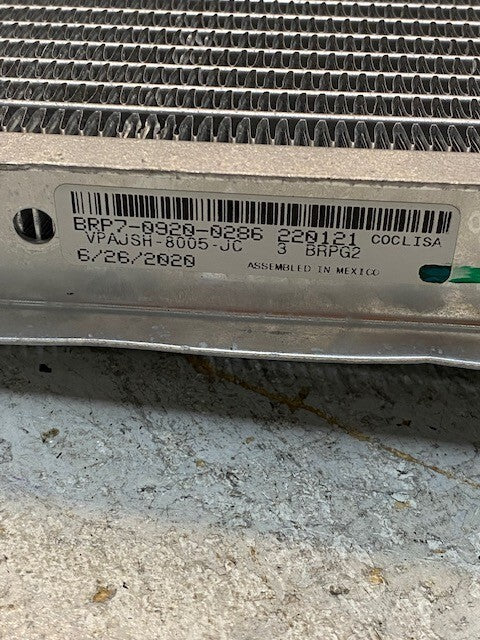 BRP7-0920-0286 220121 COCLISA
VPAJSH-8005-JC 3 BRPG2
6/26/2020 ASSEMBLED IN MEXICO